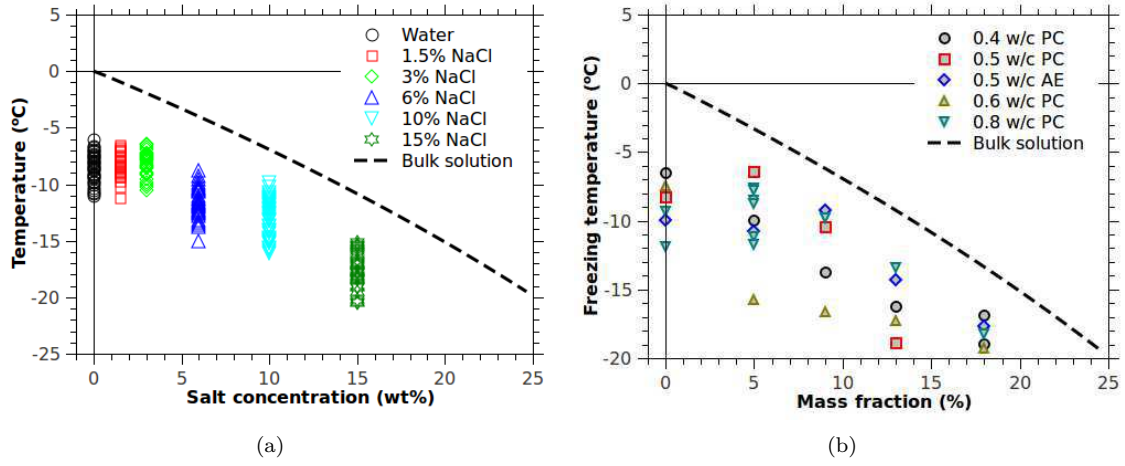 5
0
-5
-10
-15
-20
-25
0 5 10 15 20 25
Temperature (ºC)
Salt concentration (wt%)
Water
1.5% NaCl
3% NaCl
6% NaCl
10% NaCl
15% NaCl
Bulk solution
(a)
5
0
-5
-10
-15
-20
0 5 10 15 20 25
Freezing temperature (ºC)
Mass fraction (%)
0.4 w/c PC
0.5 w/c PC
0.5 w/c AE
0.6 w/c PC
0.8 w/c PC
Bulk solution
(b)